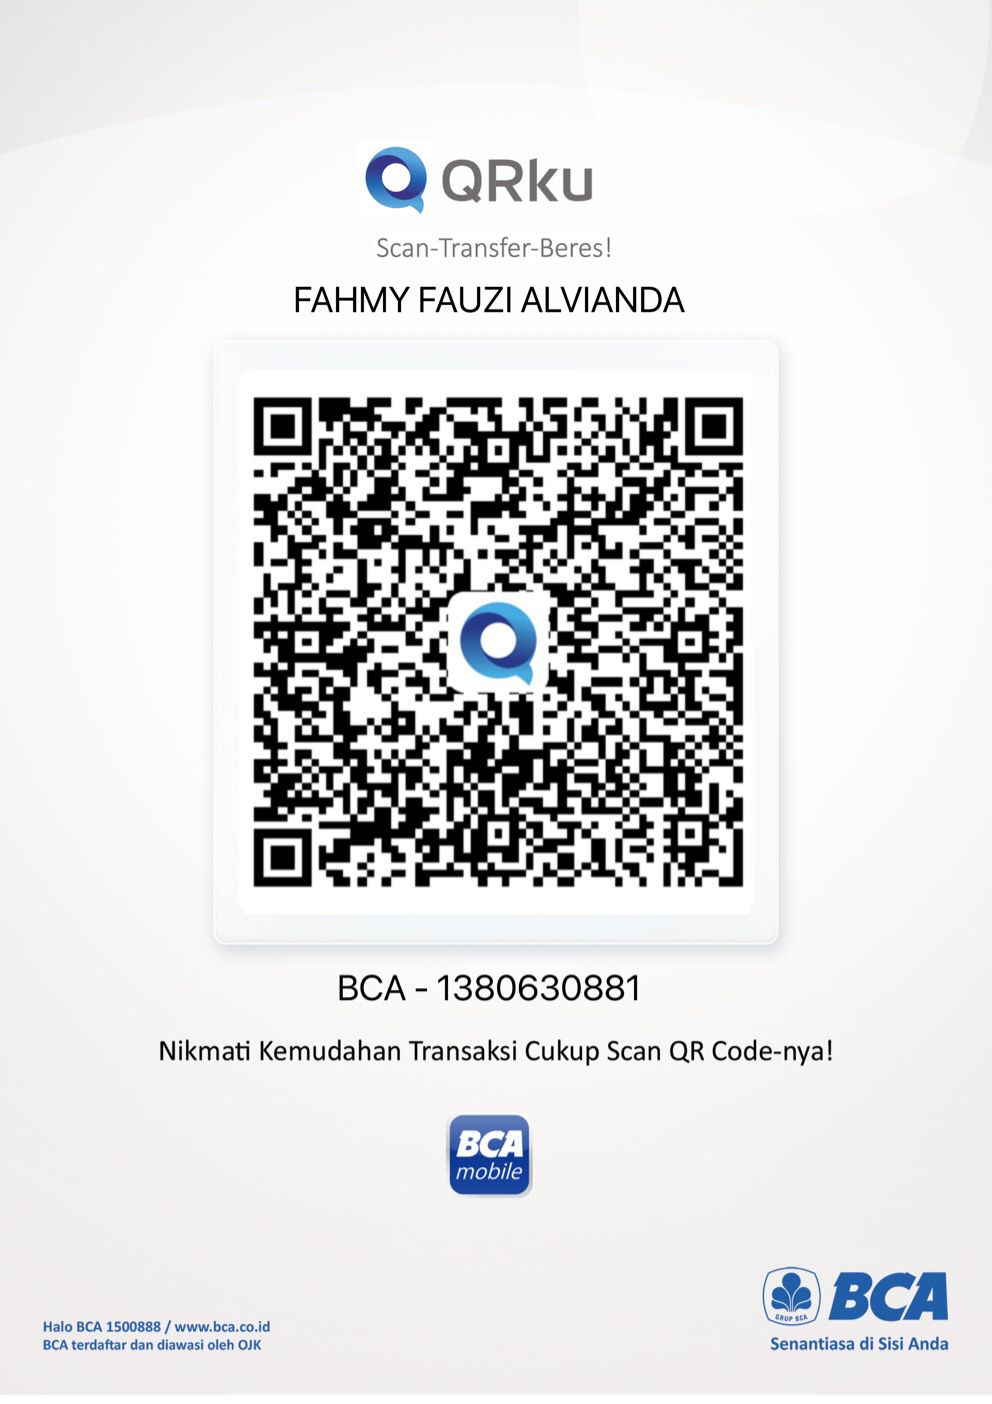 QRku
Scan-Transfer-Beres!
FAHMY FAUZI ALVIANDA
BCA - 1380630881
Nikmati Kemudahan Transaksi Cukup Scan QR Code-nya!
BCA
mobile
GRUP BCA
BCA
Senantiasa di Sisi Anda
Halo BCA 1500888 / www.bca.co.id
BCA terdaftar dan diawasi oleh OJK